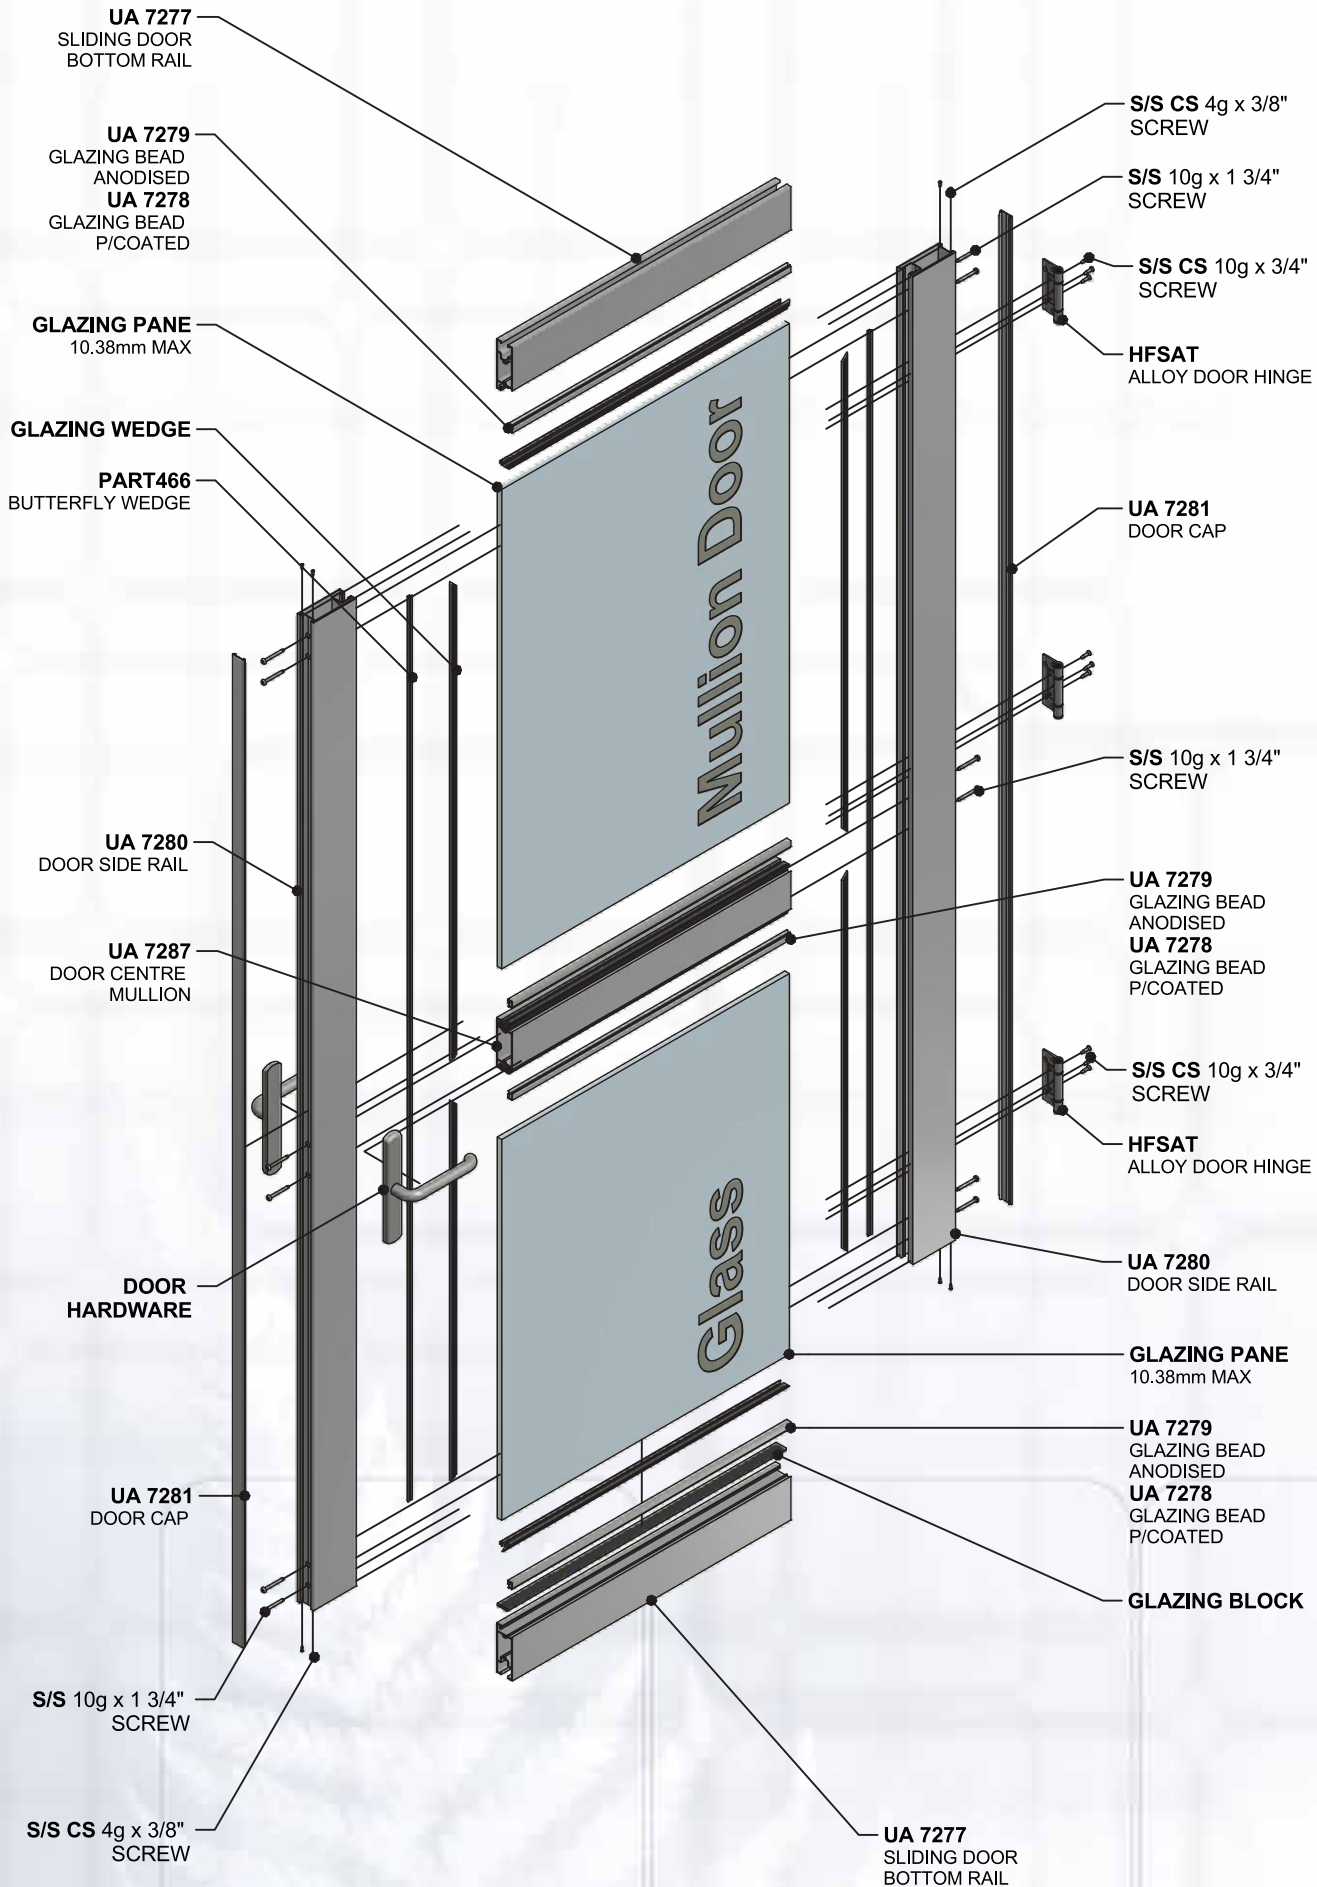 UA 7277
SLIDING DOOR
BOTTOM RAIL
UA 7279
GLAZING BEAD
ANODISED
UA 7278
GLAZING BEAD
P/COATED
GLAZING PANE
10.38mm MAX
GLAZING WEDGE
PART466
BUTTERFLY WEDGE
UA 7280
DOOR SIDE RAIL
UA 7287
DOOR CENTRE
MULLION
DOOR
HARDWARE
UA 7281
DOOR CAP
S/S 10g x 1 3/4"
SCREW
S/S CS 4g x 3/8"
SCREW
Mullion Door
Glass
S/S CS 4g x 3/8"
SCREW
S/S 10g x 1 3/4"
SCREW
S/S CS 10g x 3/4"
SCREW
HFSAT
ALLOY DOOR HINGE
UA 7281
DOOR CAP
S/S 10g x 1 3/4"
SCREW
UA 7279
GLAZING BEAD
ANODISED
UA 7278
GLAZING BEAD
P/COATED
S/S CS 10g x 3/4"
SCREW
HFSAT
ALLOY DOOR HINGE
UA 7280
DOOR SIDE RAIL
GLAZING PANE
10.38mm MAX
UA 7279
GLAZING BEAD
ANODISED
UA 7278
GLAZING BEAD
P/COATED
GLAZING BLOCK
UA 7277
SLIDING DOOR
BOTTOM RAIL